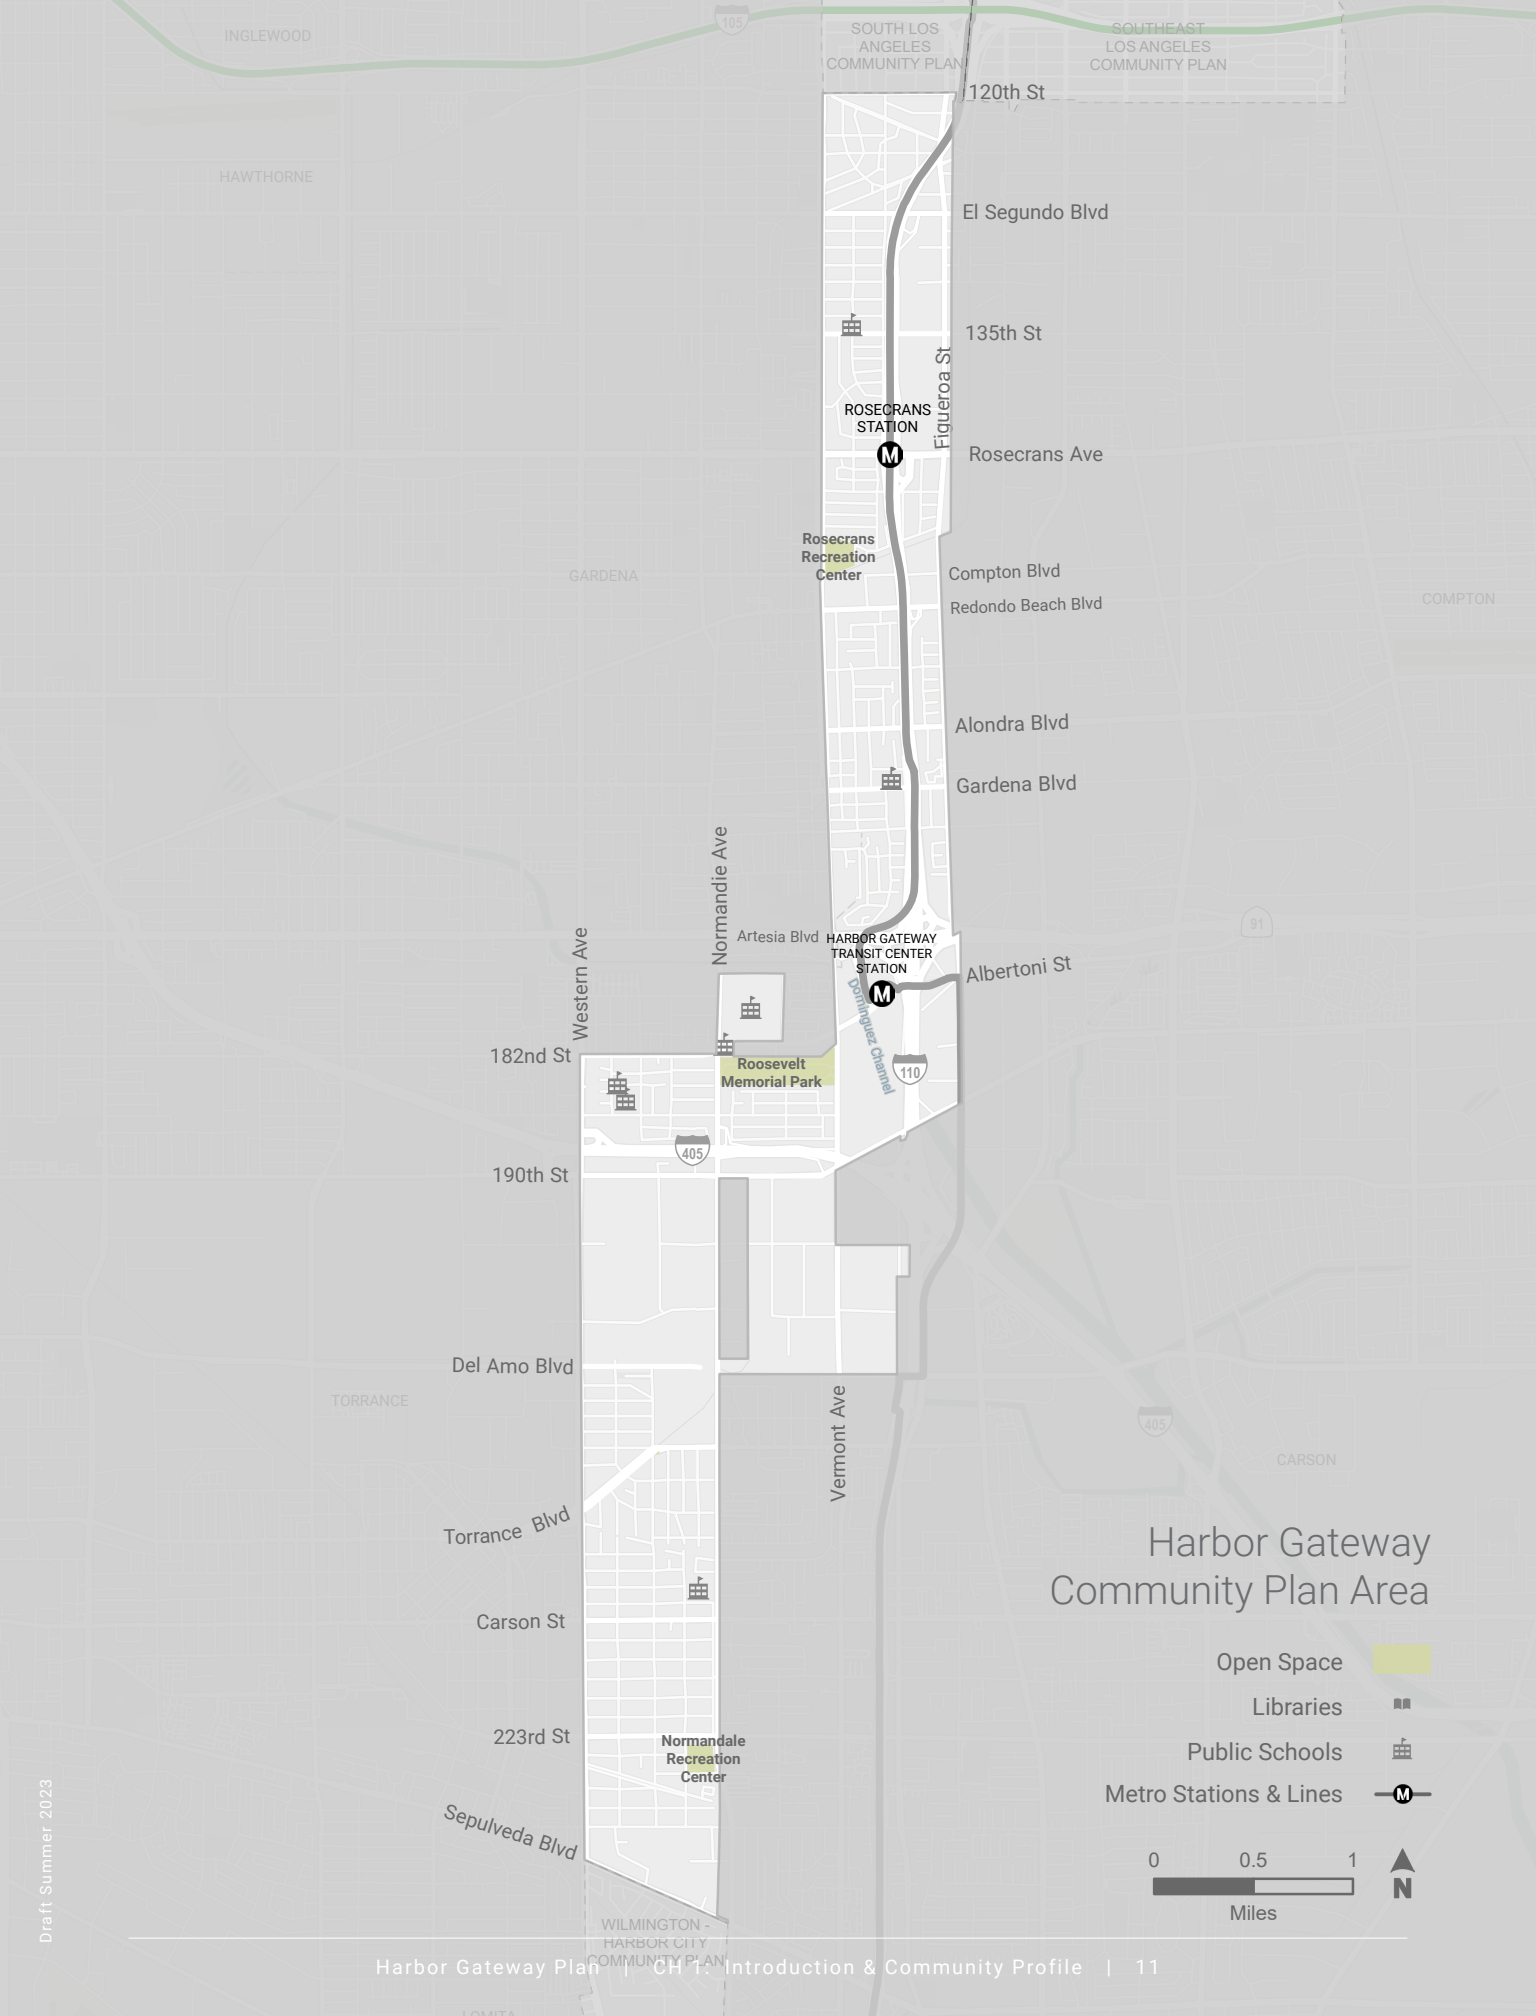 105
INGLEWOOD
SOUTH LOS
ANGELES
COMMUNITY PLAN
SOUTHEAST
LOS ANGELES
COMMUNITY PLAN
120th St
HAWTHORNE
El Segundo Blvd
135th St
Figueroa St
ROSECRANS
STATION
M
Rosecrans Ave
Rosecrans
Recreation
Center
GARDENA
Compton Blvd
COMPTON
Redondo Beach Blvd
Alondra Blvd
Gardena Blvd
Normandie Ave
Western Ave
Artesia Blvd
91
HARBOR GATEWAY
TRANSIT CENTER
STATION
M
Albertoni St
Dominguez Channel
182nd St
Roosevelt
Memorial Park
110
405
190th St
Del Amo Blvd
TORRANCE
Vermont Ave
405
CARSON
Torrance Blvd
Carson St
223rd St
Normandale
Recreation
Center
Sepulveda Blvd
WILMINGTON -
HARBOR CITY
COMMUNITY PLAN
LOMITA
Harbor Gateway
Community Plan Area
Open Space
Libraries
Public Schools
Metro Stations & Lines
M
0 0.5 1
Miles
N
Draft Summer 2023
Harbor Gateway Plan | CH 1: Introduction & Community Profile | 11